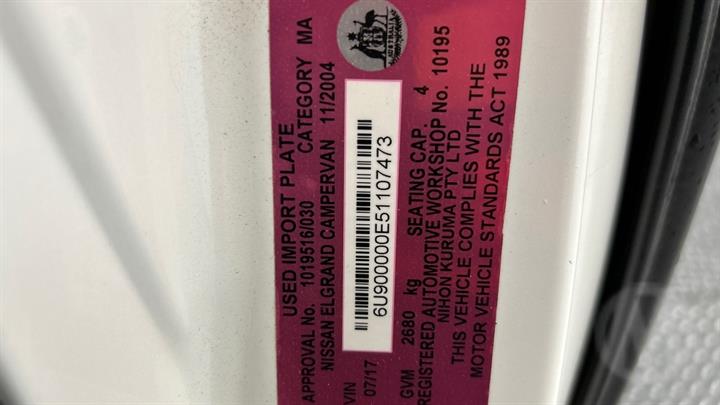 USED IMPORT PLATE
APPROVAL No. 1019516/030 CATEGORY MA
NISSAN ELGRAND CAMPERVAN 11/2004
VIN 6U900000E51107473
07/17
GVM 2680 kg SEATING CAP. 4
REGISTERED AUTOMOTIVE WORKSHOP No. 10195
NIHON KURUMA PTY LTD
THIS VEHICLE COMPLIES WITH THE
MOTOR VEHICLE STANDARDS ACT 1989
AUSTRALIA